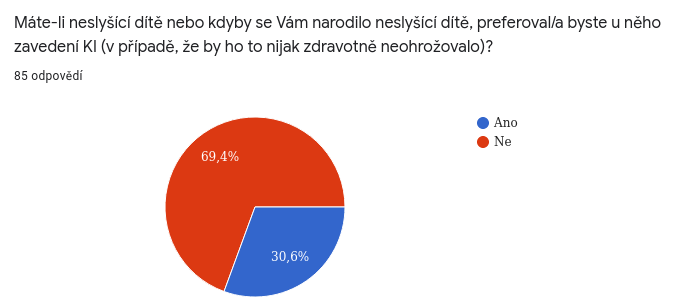 Máte-li neslyšící dítě nebo kdyby se Vám narodilo neslyšící dítě, preferoval/a byste u něho
zavedení KI (v případě, že by ho to nijak zdravotně neohrožovalo)?
85 odpovědí
Ano
Ne
69,4%
30,6%